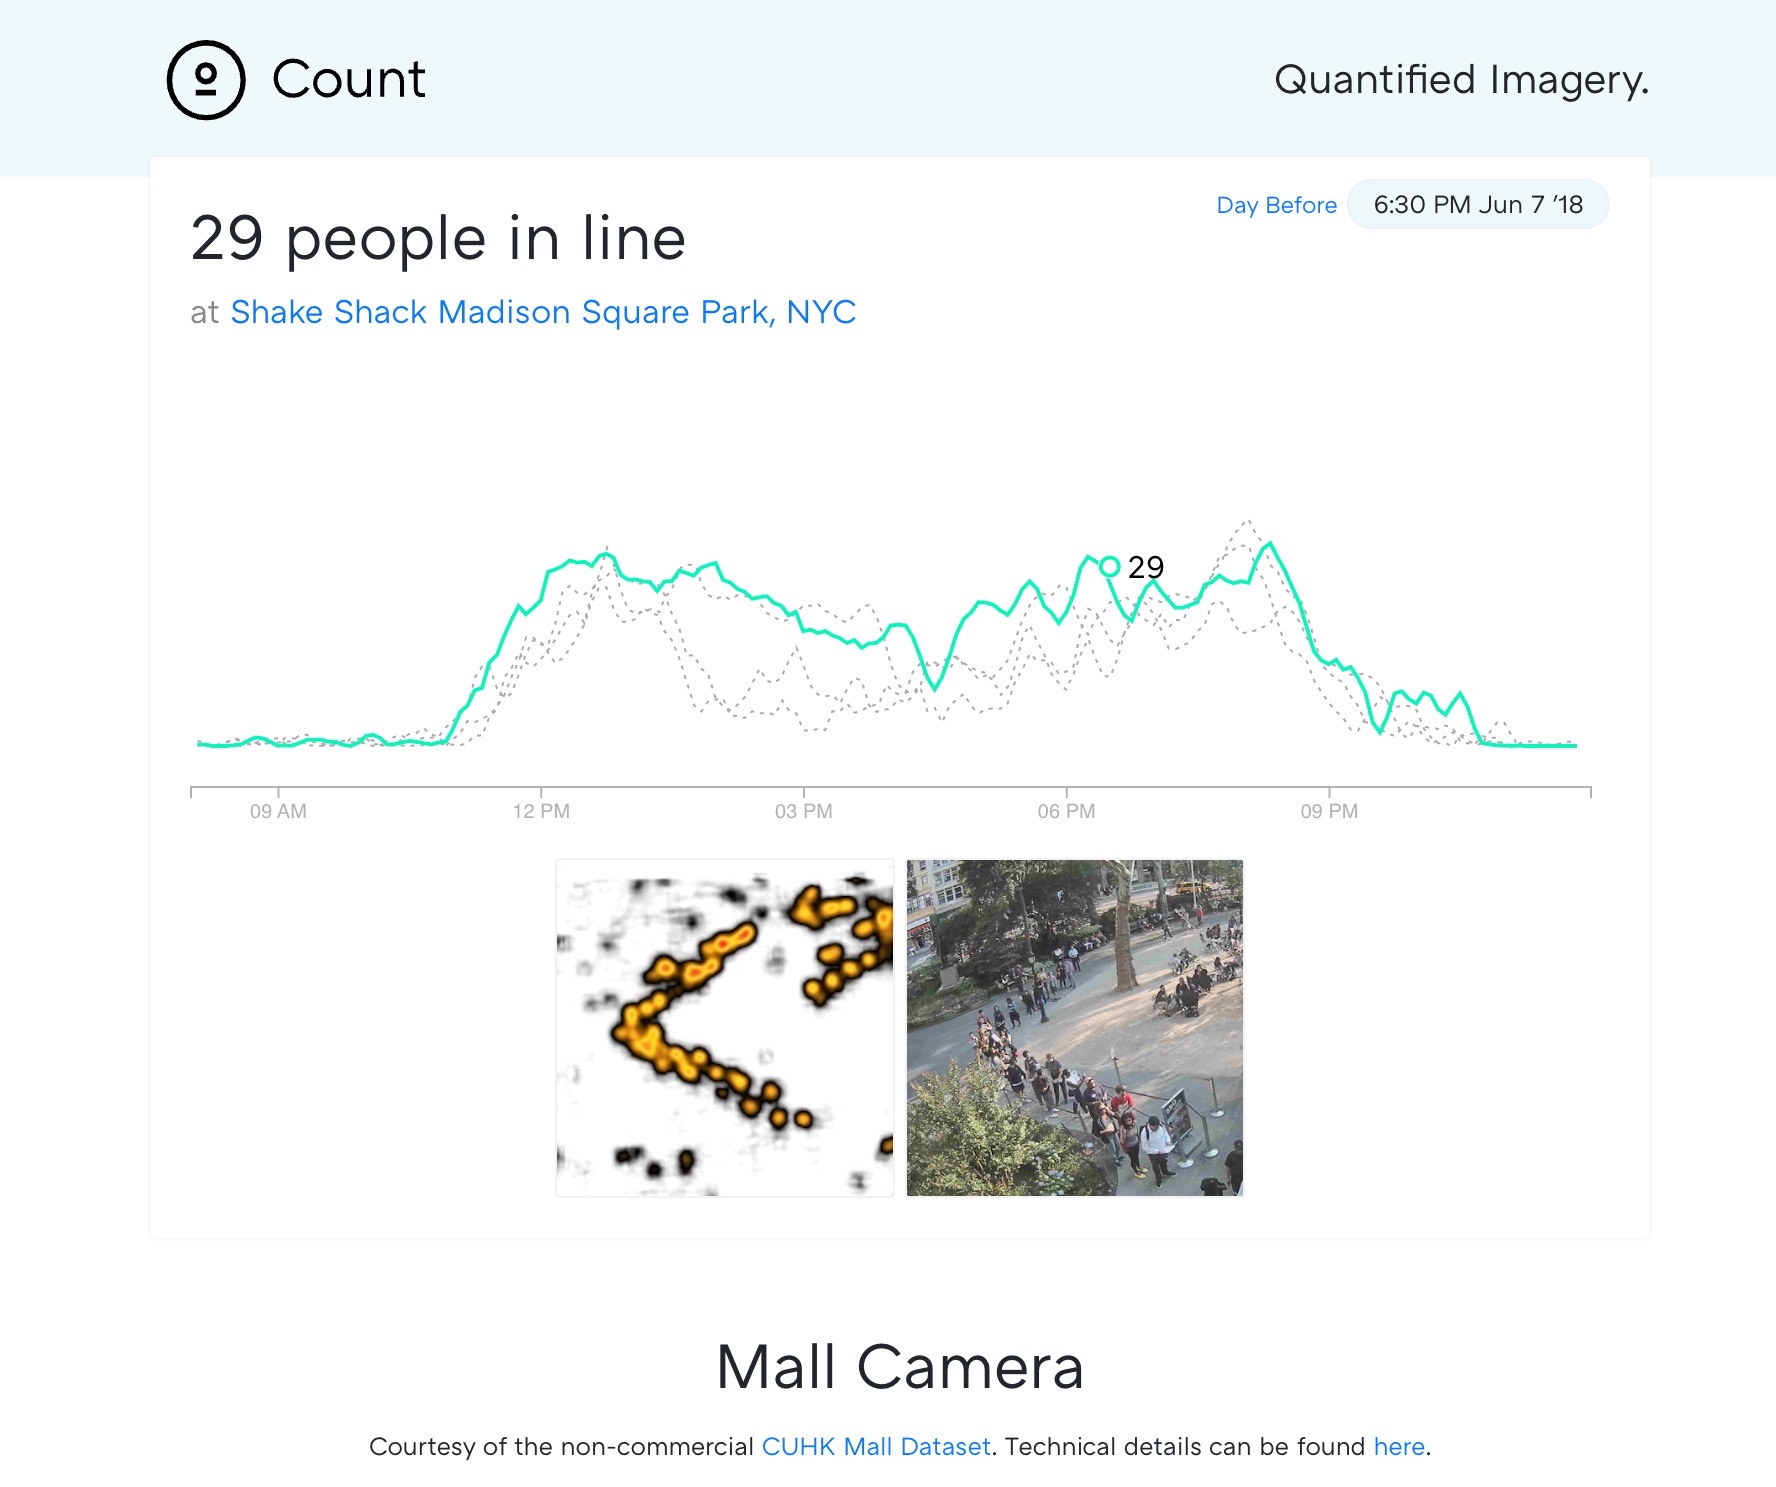 Count
Quantified Imagery.
Day Before
6:30 PM Jun 7 ’18
29 people in line
at Shake Shack Madison Square Park, NYC
29
09 AM
12 PM
03 PM
06 PM
09 PM
Mall Camera
Courtesy of the non-commercial CUHK Mall Dataset. Technical details can be found here.